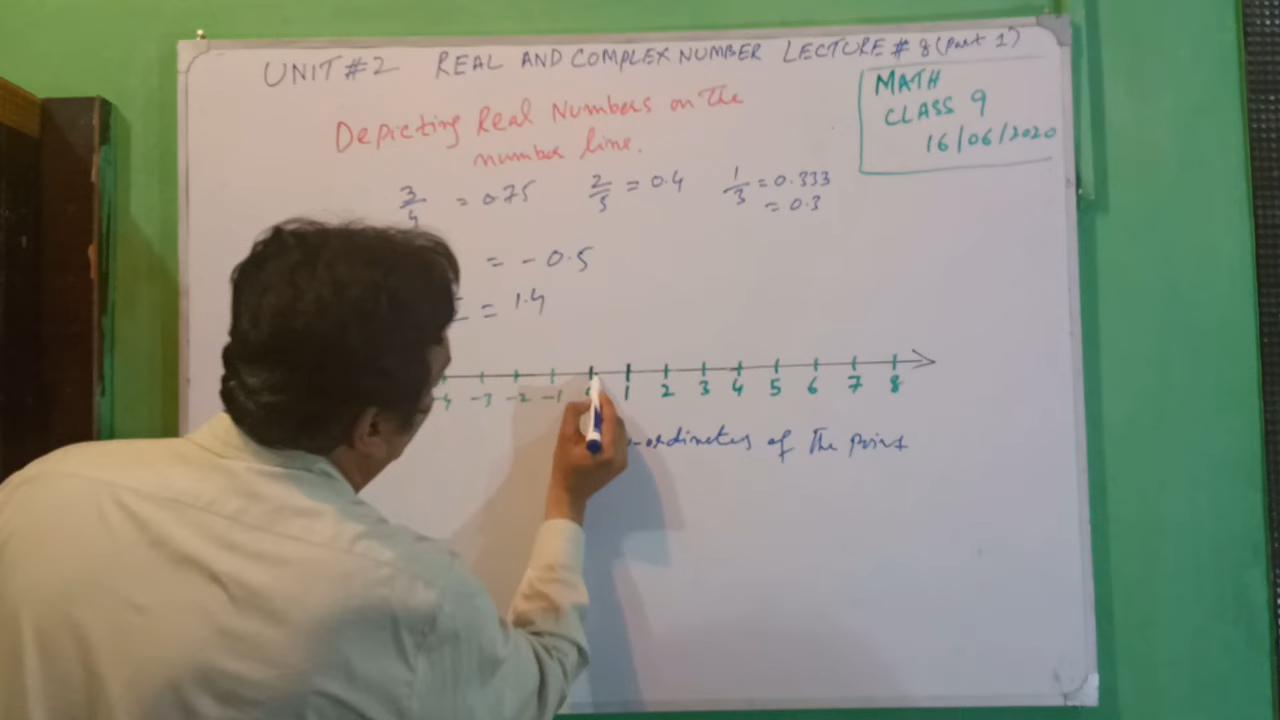 UNIT #2 REAL AND COMPLEX NUMBER LECTURE # 8 (Part 1)
MATH
CLASS 9
16/06/2020
Depicting Real Numbers on The
number line.
3/4 = 0.75 2/5 = 0.4 1/3 = 0.333
= 0.3
= - 0.5
= 1.4
-4 -3 -2 -1 1 2 3 4 5 6 7 8
of The point